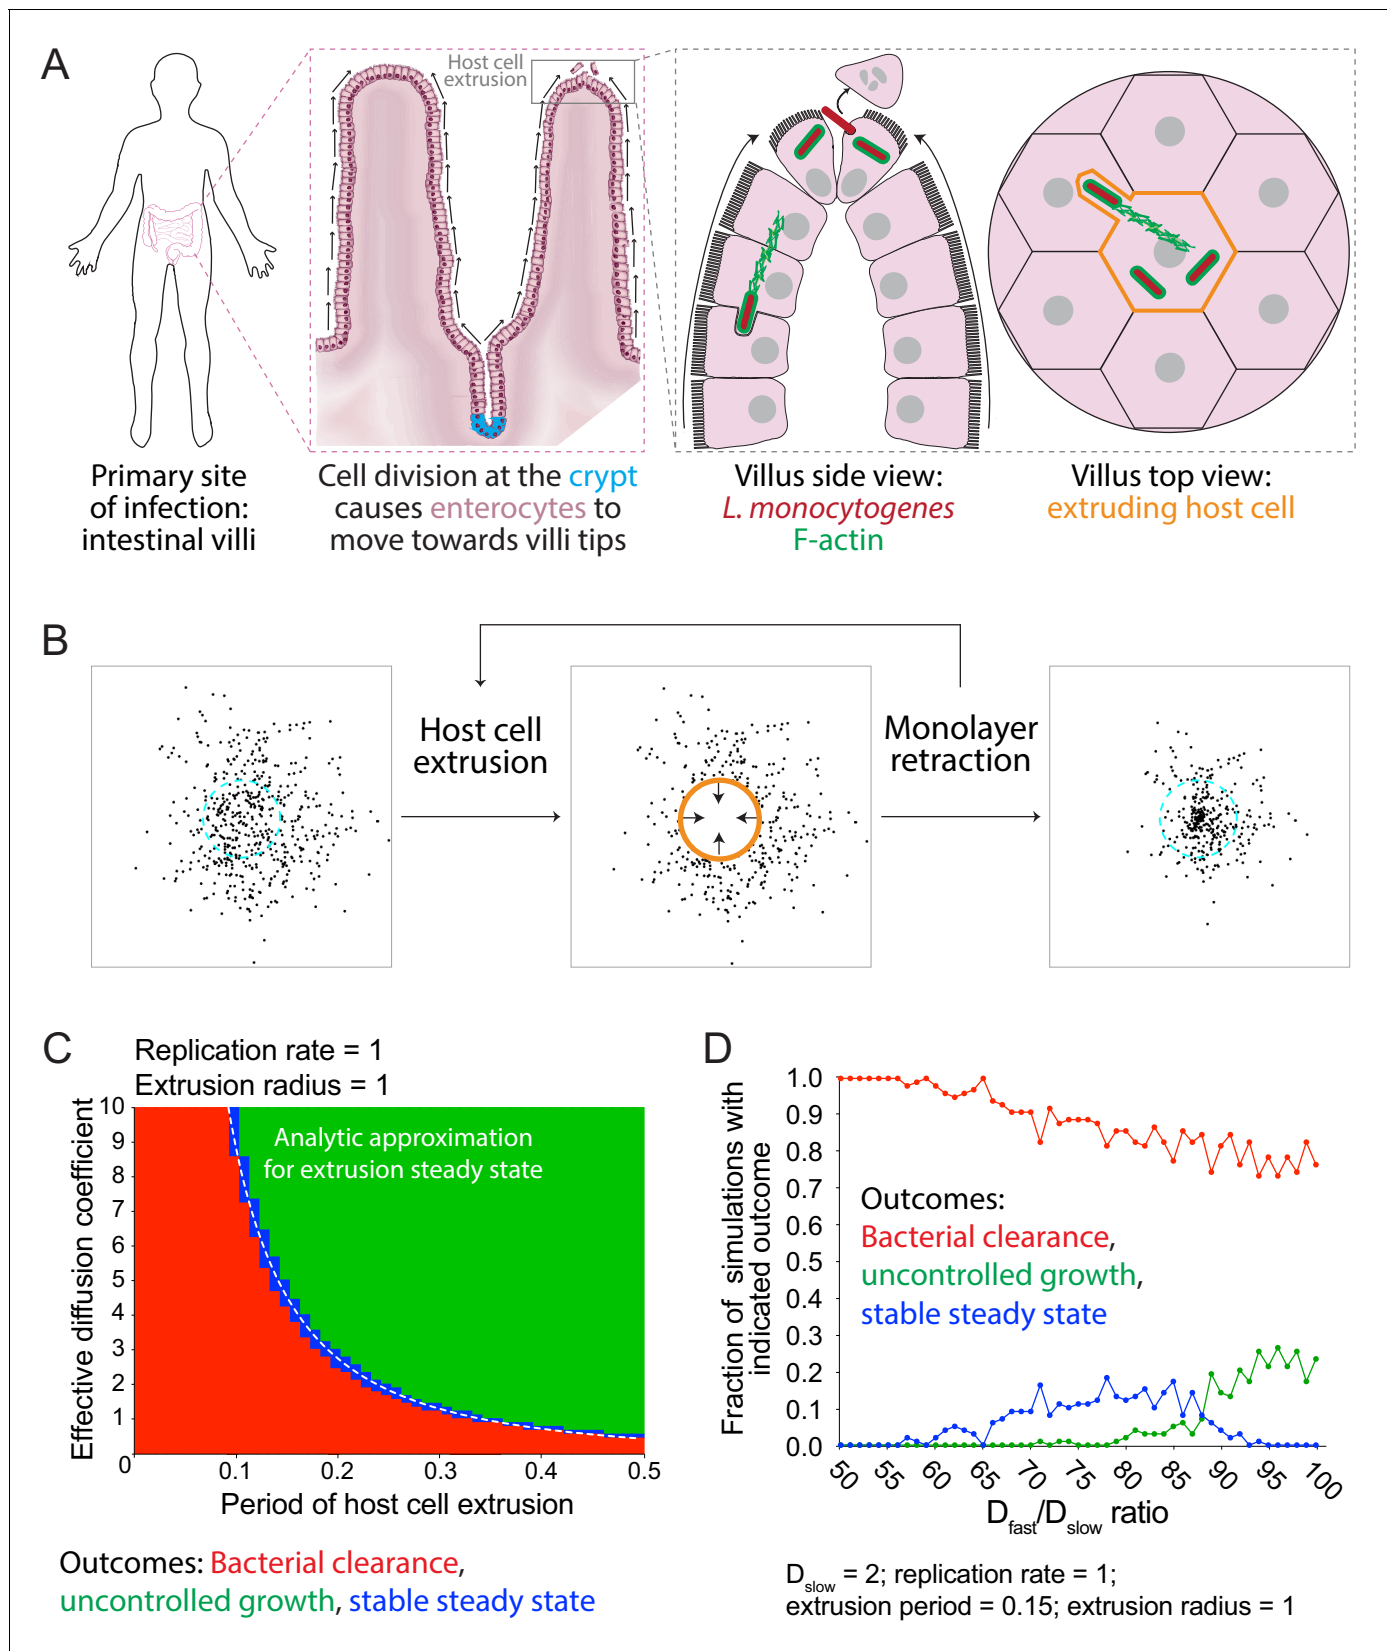 A
Host cell
extrusion
Primary site
of infection:
intestinal villi
Cell division at the crypt
causes enterocytes to
move towards villi tips
Villus side view:
L. monocytogenes
F-actin
Villus top view:
extruding host cell
B
Host cell
extrusion
Monolayer
retraction
C
Replication rate = 1
Extrusion radius = 1
Effective diffusion coefficient
10
9
8
7
6
5
4
3
2
1
0
0.1
0.2
0.3
0.4
0.5
Analytic approximation
for extrusion steady state
Period of host cell extrusion
Outcomes: Bacterial clearance,
uncontrolled growth, stable steady state
D
Fraction of simulations with
indicated outcome
1.0
0.9
0.8
0.7
0.6
0.5
0.4
0.3
0.2
0.1
0.0
Outcomes:
Bacterial clearance,
uncontrolled growth,
stable steady state
50
55
60
65
70
75
80
85
90
95
100
Dfast/Dslow ratio
Dslow = 2; replication rate = 1;
extrusion period = 0.15; extrusion radius = 1